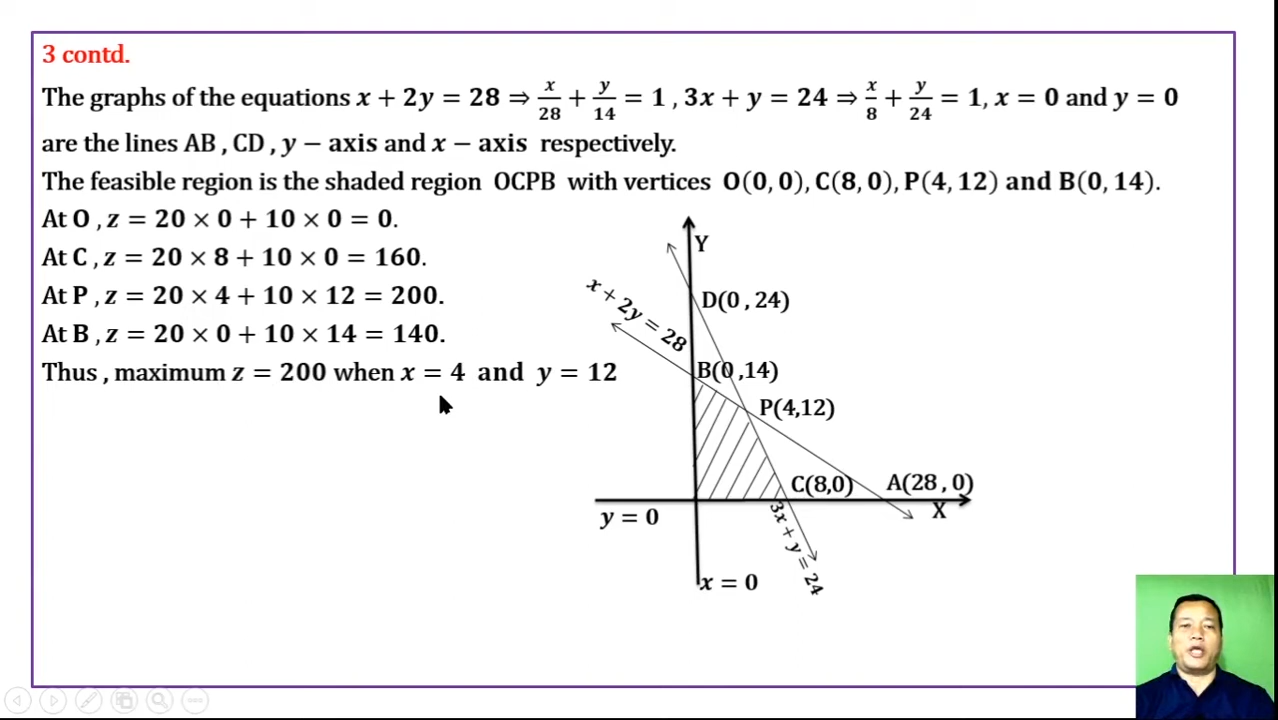 3 contd.
The graphs of the equations x + 2y = 28 ⇒ x/28 + y/14 = 1 , 3x + y = 24 ⇒ x/8 + y/24 = 1, x = 0 and y = 0
are the lines AB , CD , y − axis and x − axis respectively.
The feasible region is the shaded region OCPB with vertices O(0, 0), C(8, 0), P(4, 12) and B(0, 14).
At O , z = 20 × 0 + 10 × 0 = 0.
At C , z = 20 × 8 + 10 × 0 = 160.
At P , z = 20 × 4 + 10 × 12 = 200.
At B , z = 20 × 0 + 10 × 14 = 140.
Thus , maximum z = 200 when x = 4 and y = 12
Y
x + 2y = 28
D(0 , 24)
B(0 ,14)
P(4,12)
C(8,0)
A(28 , 0)
X
y = 0
3x + y = 24
x = 0